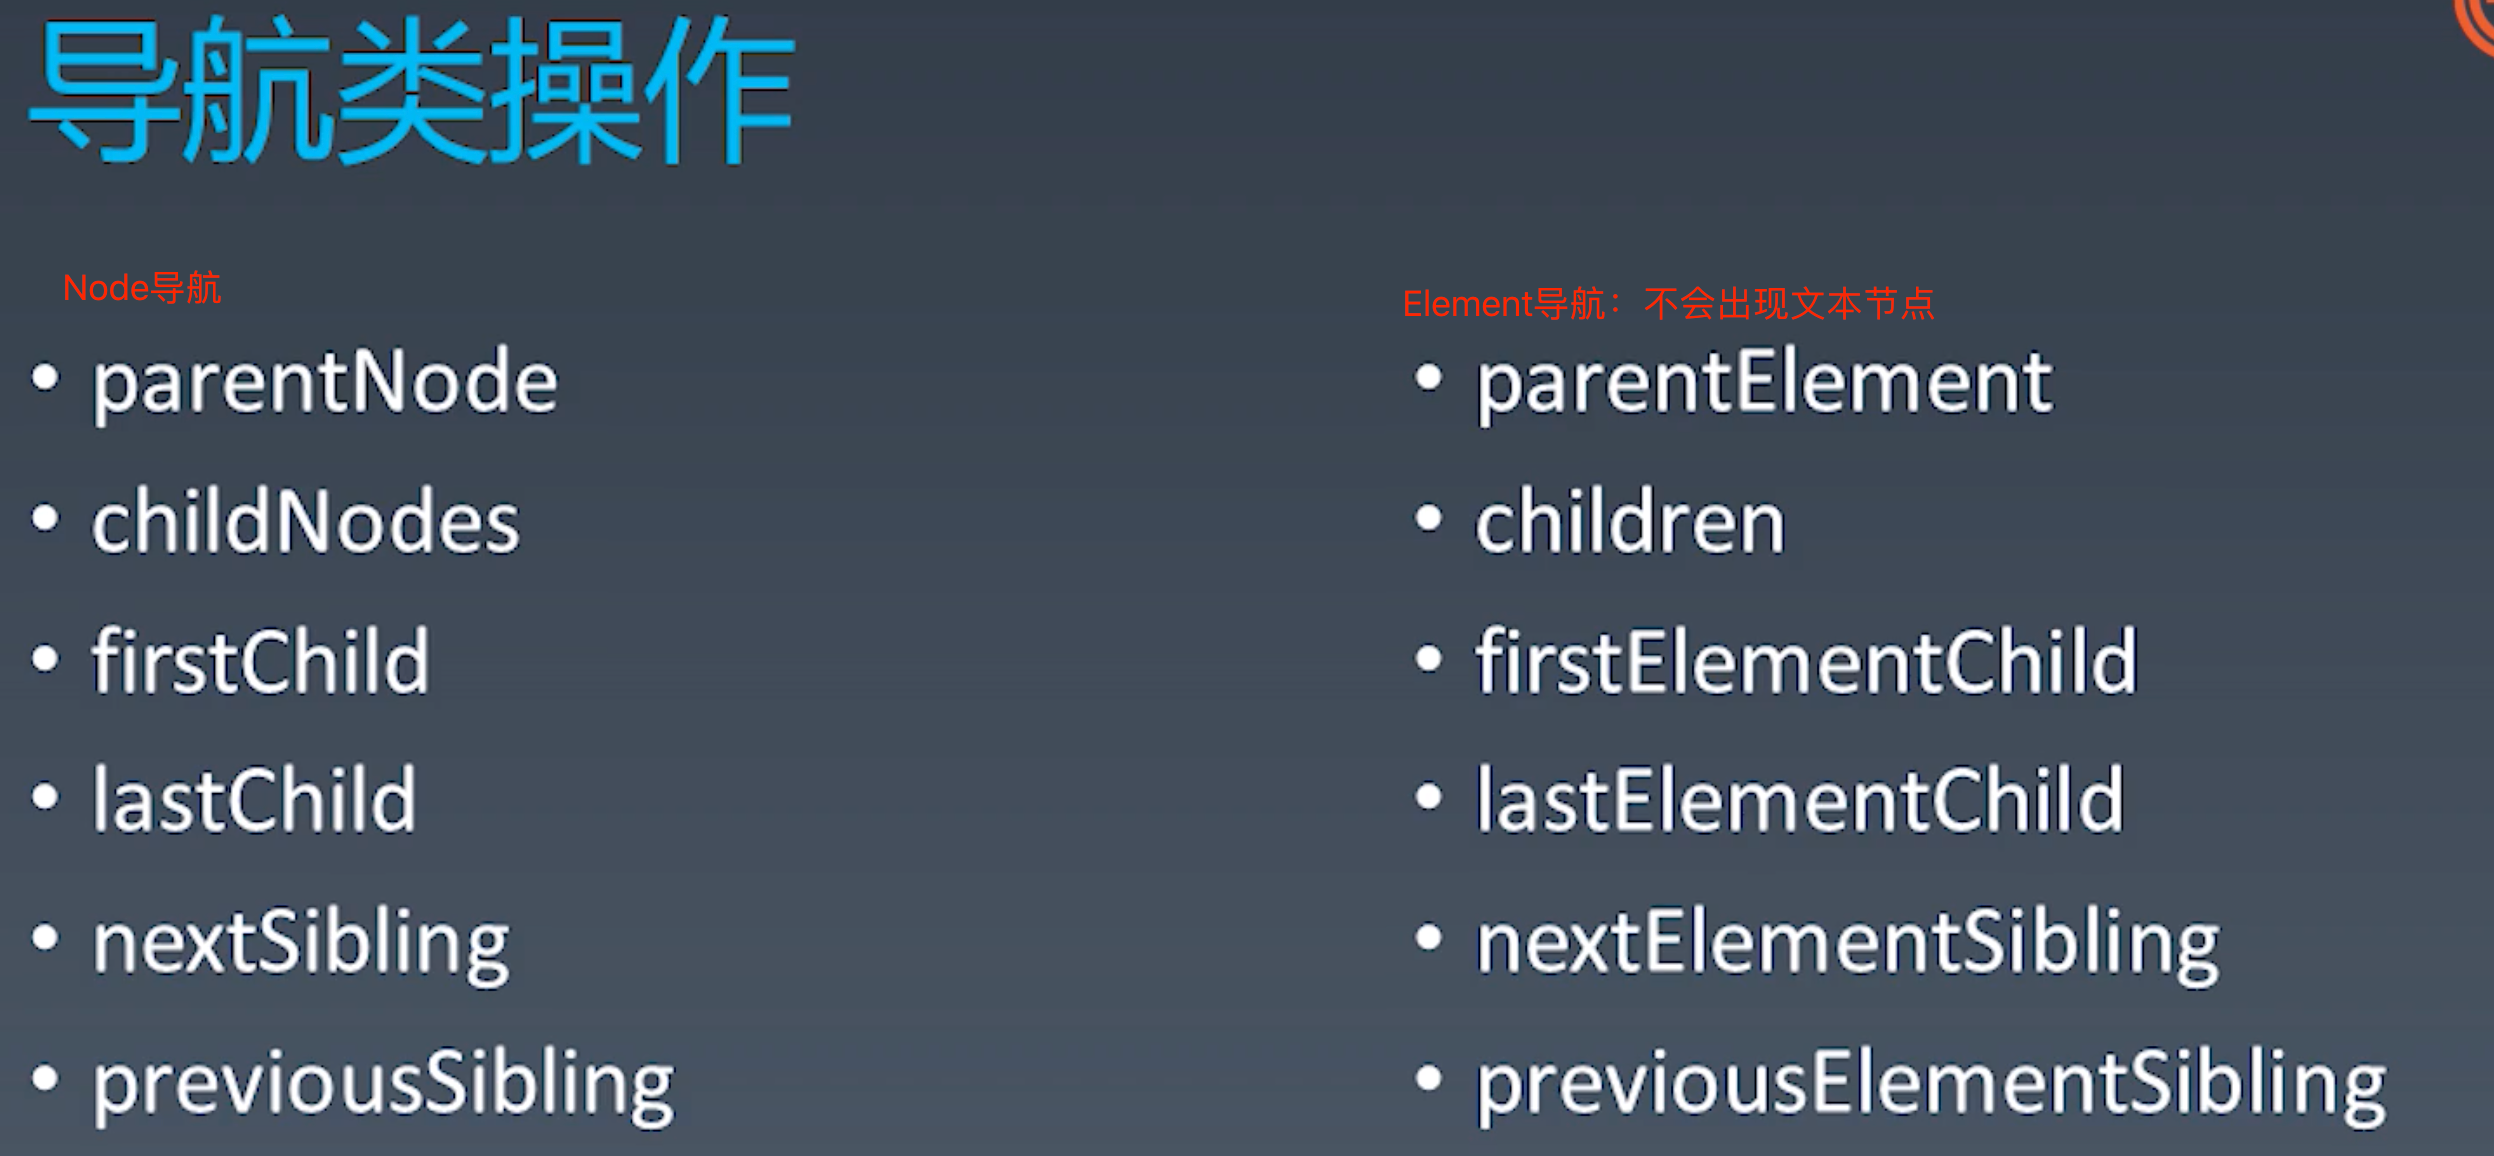 导航类操作
Node导航
parentNode
childNodes
firstChild
lastChild
nextSibling
previousSibling
Element导航：不会出现文本节点
parentElement
children
firstElementChild
lastElementChild
nextElementSibling
previousElementSibling